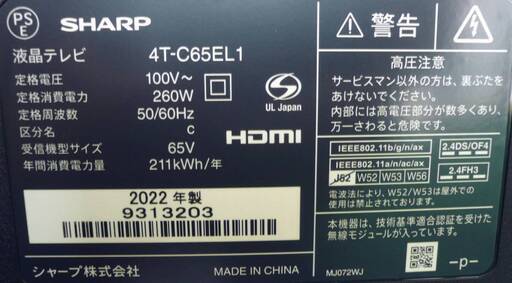 PS
E
SHARP
液晶テレビ 4T-C65EL1
定格電圧 100V~
定格消費電力 260W
定格周波数 50/60Hz
区分名 C
受信機型サイズ 65V
年間消費電力量 211kWh/年
UL Japan
HDMI
2022 年製
9313203
シャープ株式会社 MADE IN CHINA
警告
高圧注意
サービスマン以外の方は、裏ぶたを
あけないでください。
内部には高電圧部分が数多くあり、
万一さわると危険です。
IEEE802.11b/g/n/ax 2.4DS/OF4
IEEE802.11a/n/ac/ax
J52 W52 W53 W56 2.4FH3
電波法により、W52/W53は屋外での
使用は禁止されています。
本機器は、技術基準適合認証を受けた
無線モジュールが入っています。
MJ072WJ
-p-